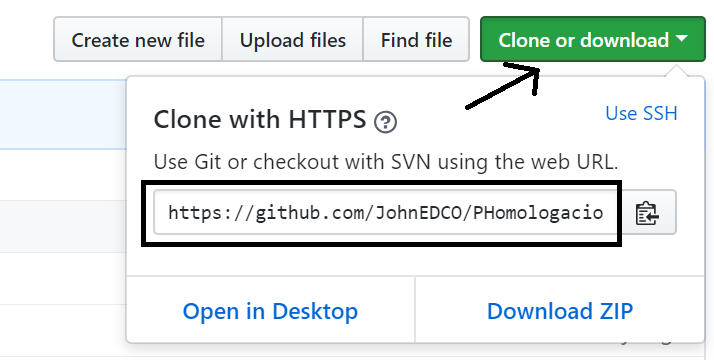 Create new file Upload files Find file Clone or download
Clone with HTTPS ?
Use SSH
Use Git or checkout with SVN using the web URL.
https://github.com/JohnEDCO/PHomologacio
Open in Desktop Download ZIP